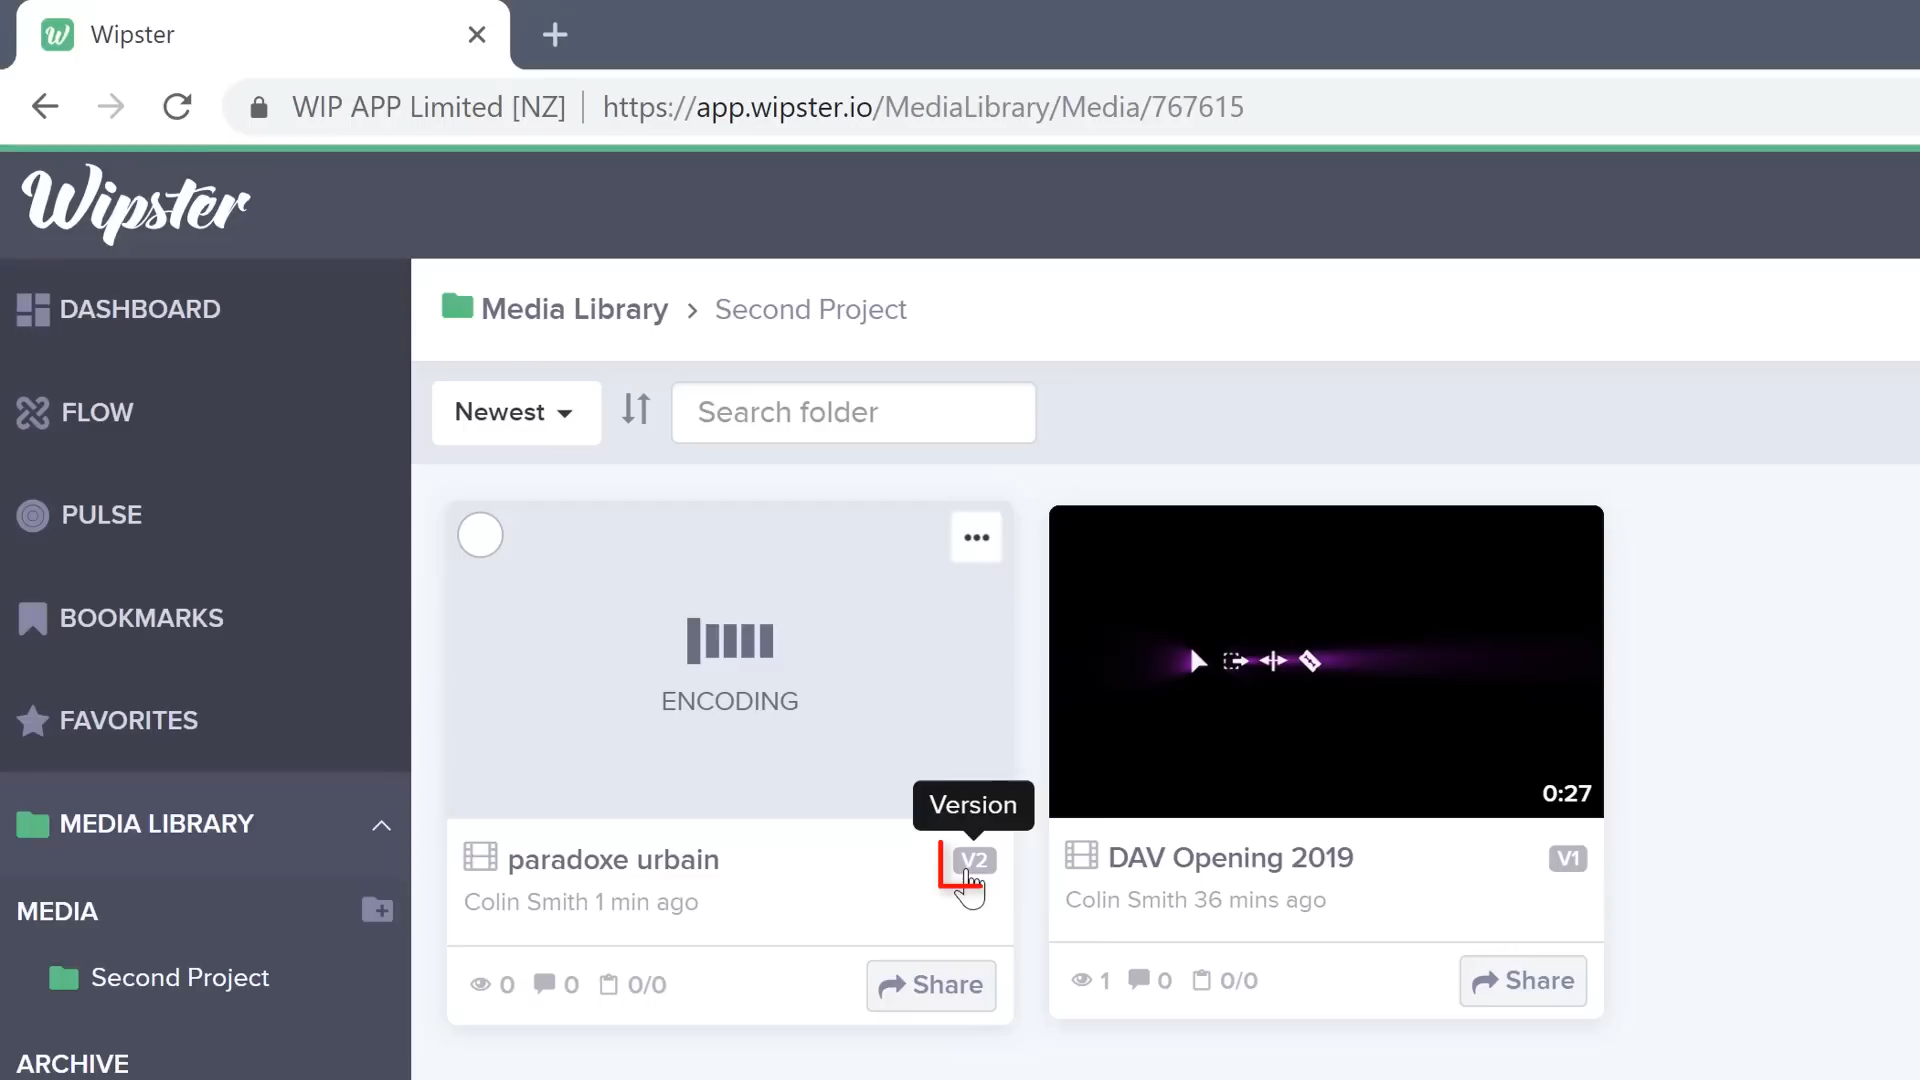 Wipster
WIP APP Limited [NZ] https://app.wipster.io/MediaLibrary/Media/767615
Wipster
DASHBOARD
FLOW
PULSE
BOOKMARKS
FAVORITES
MEDIA LIBRARY
MEDIA
Second Project
ARCHIVE
Media Library > Second Project
Newest
Search folder
ENCODING
Version
paradoxe urbain V2
Colin Smith 1 min ago
0 0 0/0 Share
0:27
DAV Opening 2019 V1
Colin Smith 36 mins ago
1 0 0/0 Share